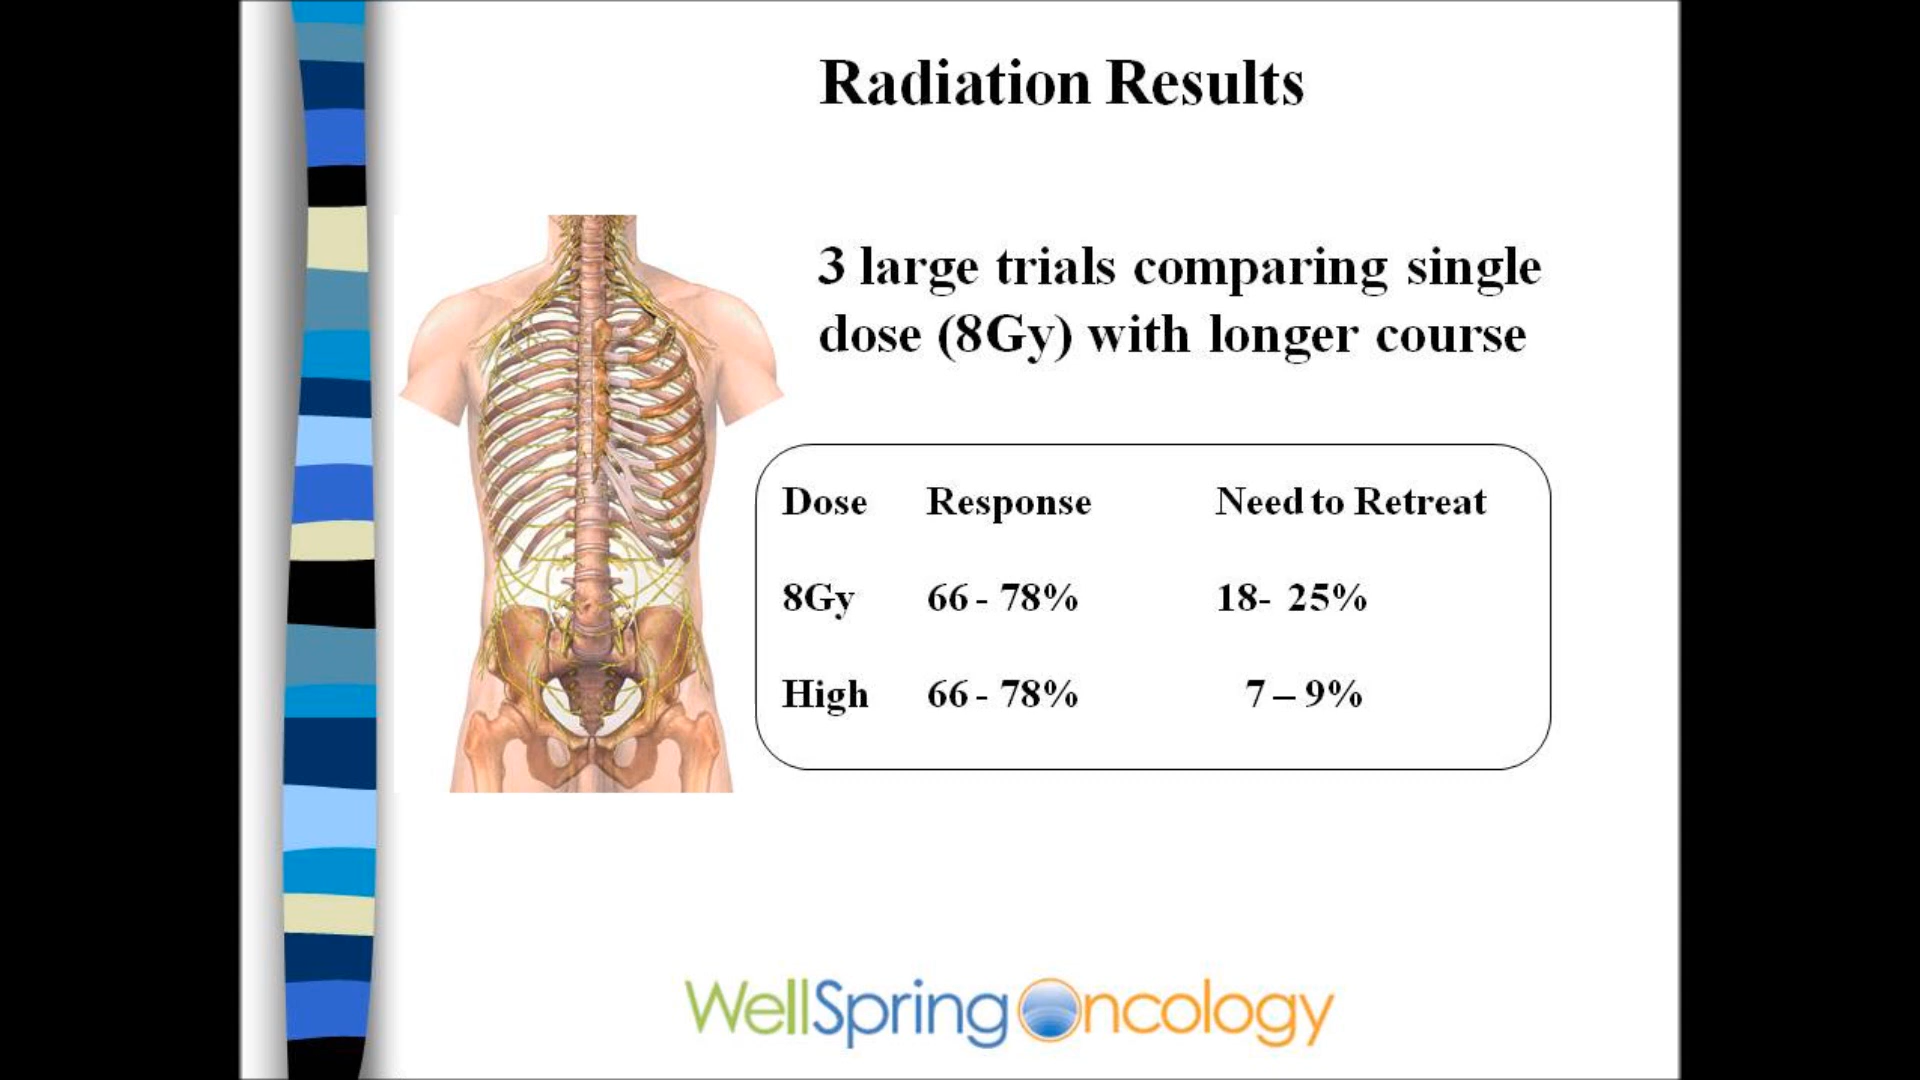 Radiation Results
3 large trials comparing single
dose (8Gy) with longer course
Dose Response Need to Retreat
8Gy 66 - 78% 18- 25%
High 66 - 78% 7 – 9%
WellSpring Oncology